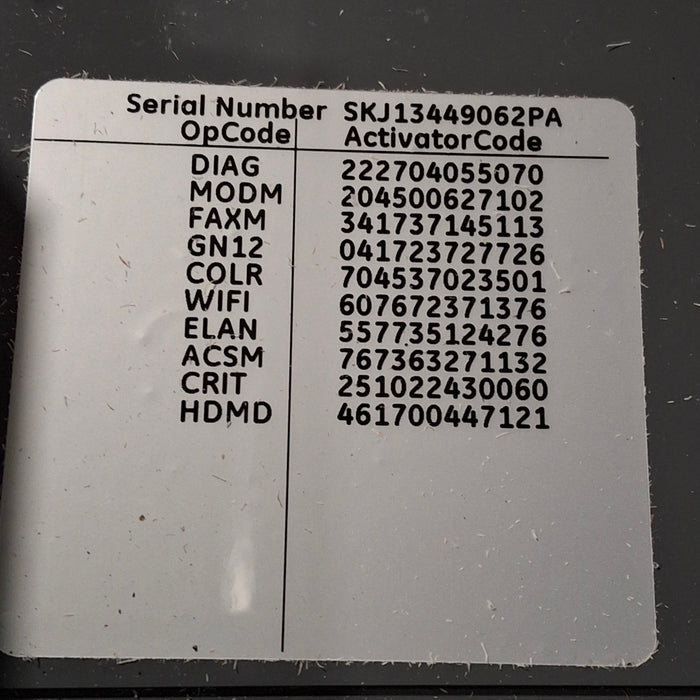 Serial Number SKJ13449062PA
OpCode ActivatorCode
DIAG 222704055070
MODM 204500627102
FAXM 341737145113
GN12 041723727726
COLR 704537023501
WIFI 607672371376
ELAN 557735124276
ACSM 767363271132
CRIT 251022430060
HDMD 461700447121